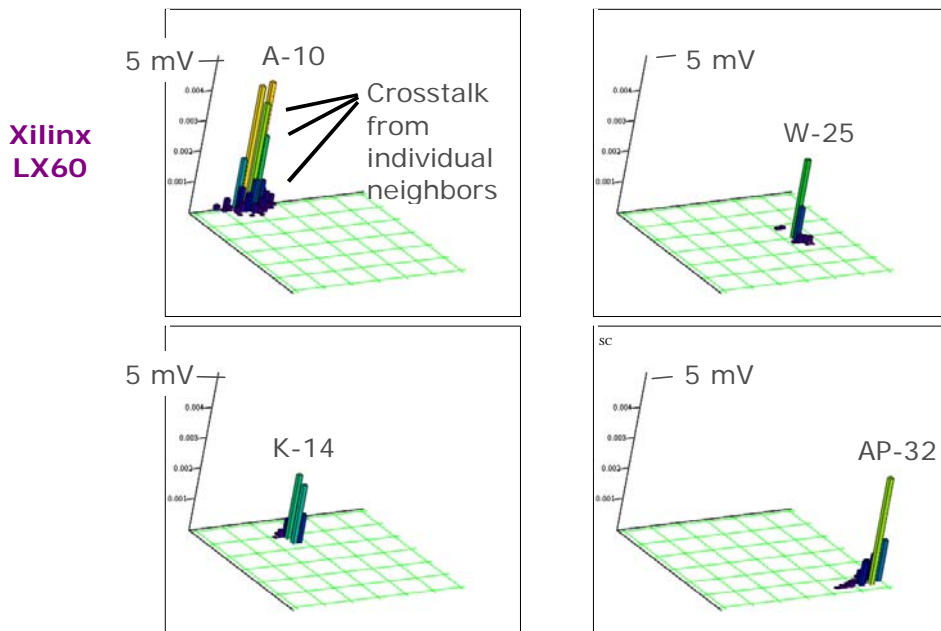 Xilinx
LX60
5 mV
A-10
0.004
0.003
0.002
0.001
Crosstalk
from
individual
neighbors
5 mV
W-25
0.004
0.003
0.002
0.001
5 mV
K-14
0.004
0.003
0.002
0.001
SC
5 mV
AP-32
0.004
0.003
0.002
0.001